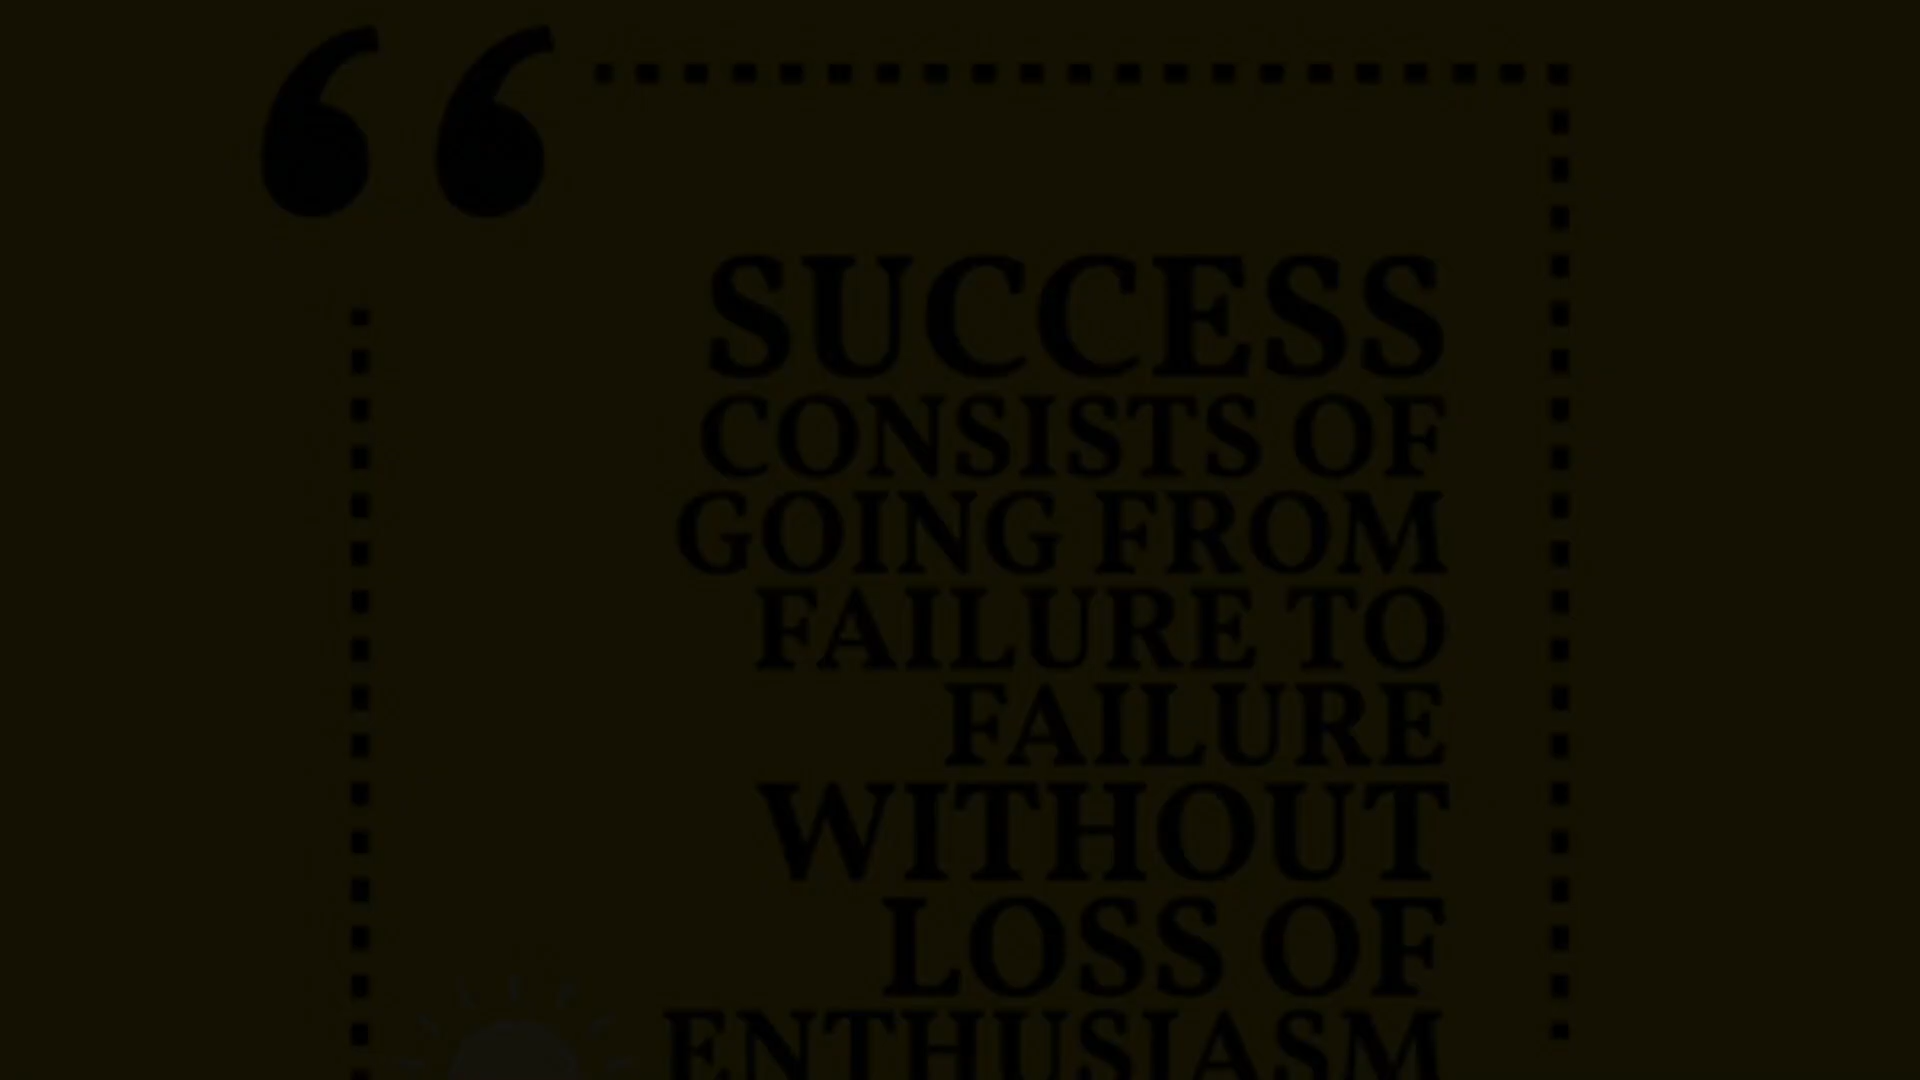 “
SUCCESS
CONSISTS OF
GOING FROM
FAILURE TO
FAILURE
WITHOUT
LOSS OF
ENTHUSIASM